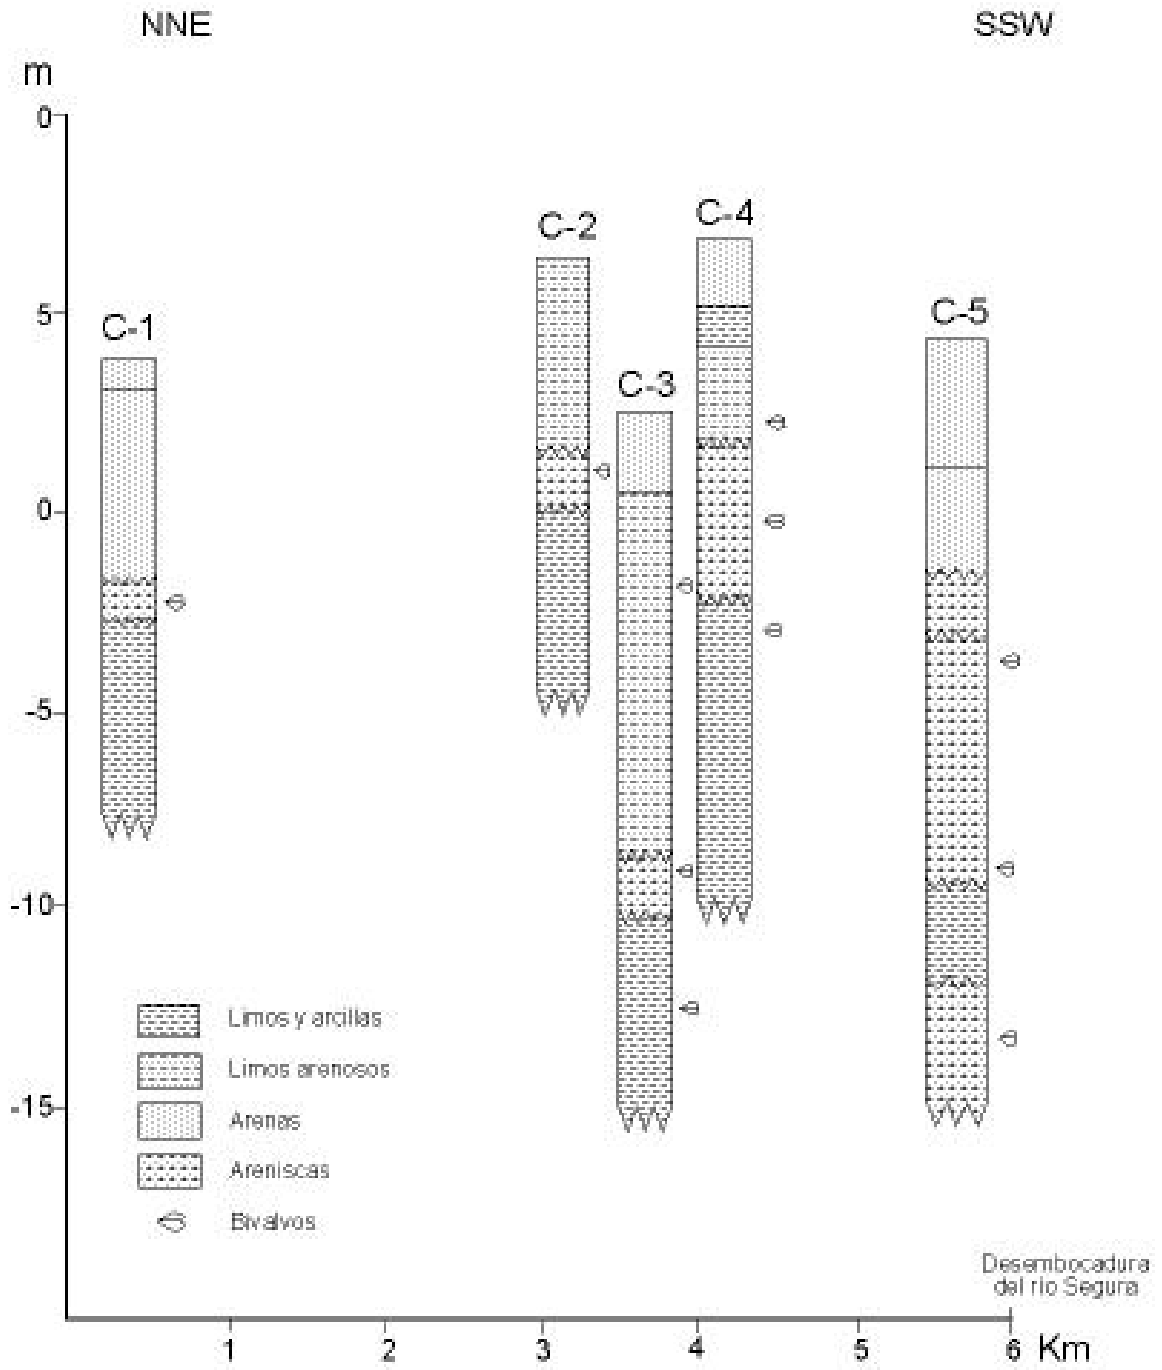 NNE
SSW
m
0
C-4
C-2
5
C-5
C-1
C-3
0
-5
-10
-15
Limos y arcillas
Limos arenosos
Arenas
Areniscas
Bivalvos
Desembocadura
del río Segura
1
2
3
4
5
6
Km